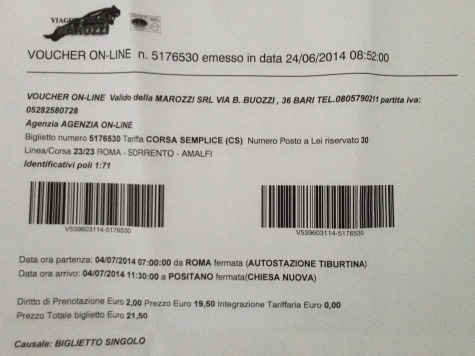 VIAGGI
MAROZZI
VOUCHER ON-LINE n. 5176530 emesso in data 24/06/2014 08:52:00
VOUCHER ON-LINE Valido della MAROZZI SRL VIA B. BUOZZI , 36 BARI TEL.0805790211 partita iva:
05282580728
Agenzia AGENZIA ON-LINE
Biglietto numero 5176530 Tariffa CORSA SEMPLICE (CS) Numero Posto a Lei riservato 30
Linea/Corsa 23/23 ROMA - SORRENTO - AMALFI
Identificativi poli 1:71
V539603114-5176530 V539603114-5176530
Data ora partenza: 04/07/2014 07:00:00 da ROMA fermata (AUTOSTAZIONE TIBURTINA)
Data ora arrivo: 04/07/2014 11:30:00 a POSITANO fermata(CHIESA NUOVA)
Diritto di Prenotazione Euro 2,00 Prezzo Euro 19,50 Integrazione Tariffaria Euro 0,00
Prezzo Totale biglietto Euro 21,50
Causale: BIGLIETTO SINGOLO